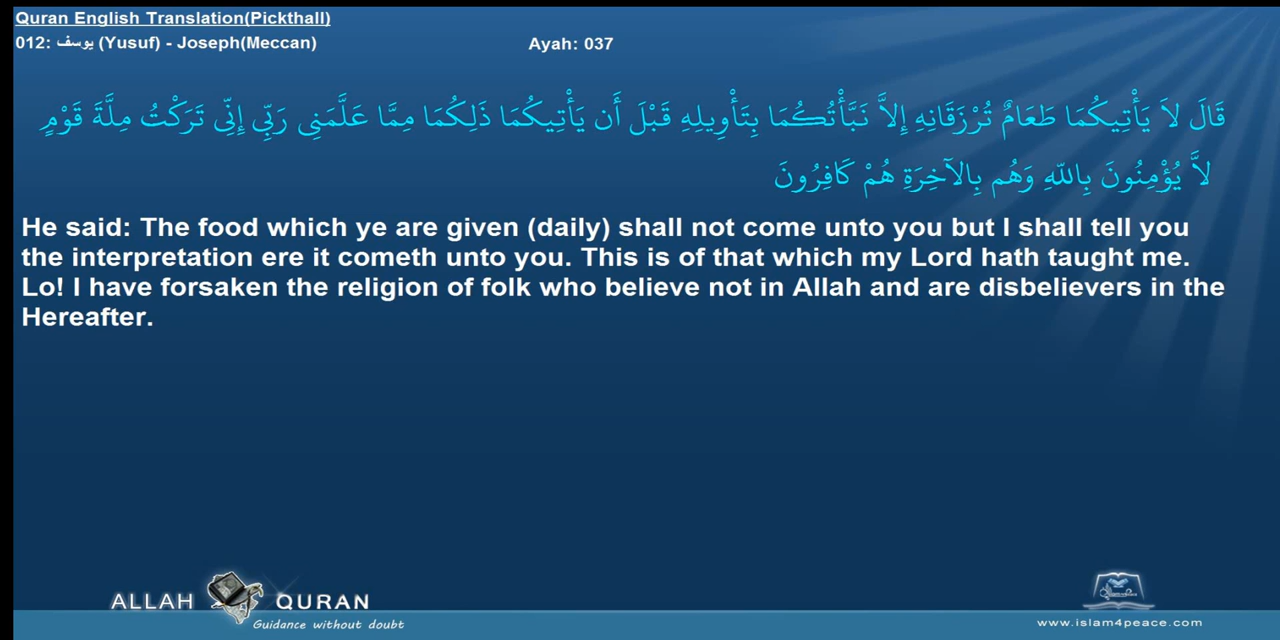 Quran English Translation(Pickthall)
012: يوسف (Yusuf) - Joseph(Meccan)
Ayah: 037
قَالَ لاَ يَأْتِيكُمَا طَعَامٌ تُرْزَقَانِهِ إِلاَّ نَبَّأْتُكُمَا بِتَأْوِيلِهِ قَبْلَ أَن يَأْتِيكُمَا ذَلِكُمَا مِمَّا عَلَّمَنِى رَبِّى إِنِّى تَرَكْتُ مِلَّةَ قَوْمٍ
لاَّ يُؤْمِنُونَ بِاللّهِ وَهُم بِالآخِرَةِ هُمْ كَافِرُونَ
He said: The food which ye are given (daily) shall not come unto you but I shall tell you
the interpretation ere it cometh unto you. This is of that which my Lord hath taught me.
Lo! I have forsaken the religion of folk who believe not in Allah and are disbelievers in the
Hereafter.
ALLAH QURAN
Guidance without doubt
www.islam4peace.com